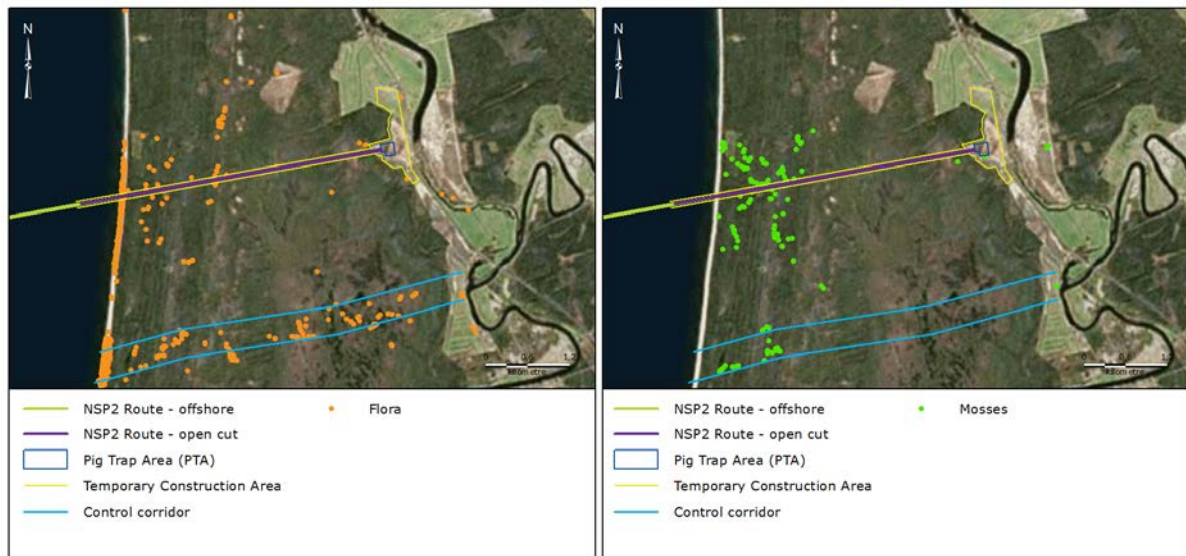 N
0 0.6 1.2
Kilometre
NSP2 Route - offshore
Flora
NSP2 Route - open cut
Pig Trap Area (PTA)
Temporary Construction Area
Control corridor
N
0 0.6 1.2
Kilometre
NSP2 Route - offshore
Mosses
NSP2 Route - open cut
Pig Trap Area (PTA)
Temporary Construction Area
Control corridor